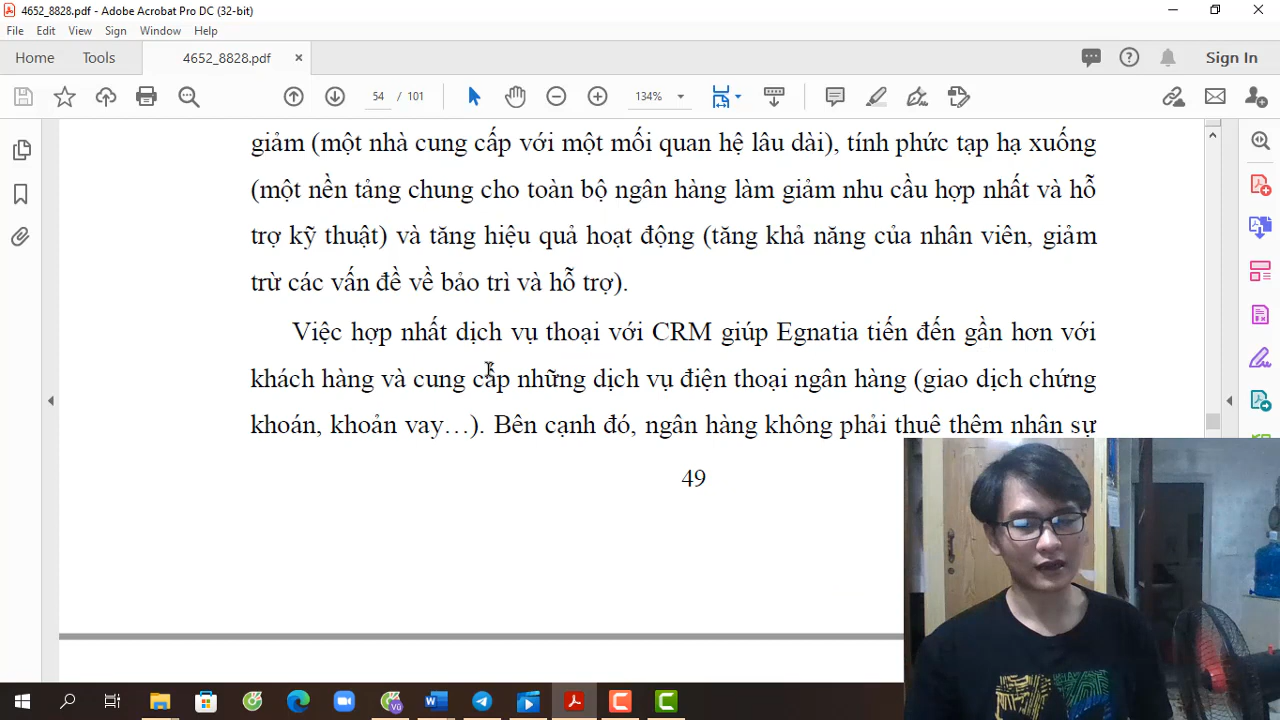 4652_8828.pdf - Adobe Acrobat Pro DC (32-bit)
File Edit View Sign Window Help
Home Tools 4652_8828.pdf × Sign In
54 / 101 134%
giảm (một nhà cung cấp với một mối quan hệ lâu dài), tính phức tạp hạ xuống
(một nền tảng chung cho toàn bộ ngân hàng làm giảm nhu cầu hợp nhất và hỗ
trợ kỹ thuật) và tăng hiệu quả hoạt động (tăng khả năng của nhân viên, giảm
trừ các vấn đề về bảo trì và hỗ trợ).
Việc hợp nhất dịch vụ thoại với CRM giúp Egnatia tiến đến gần hơn với
khách hàng và cung cấp những dịch vụ điện thoại ngân hàng (giao dịch chứng
khoán, khoản vay…). Bên cạnh đó, ngân hàng không phải thuê thêm nhân sự
49